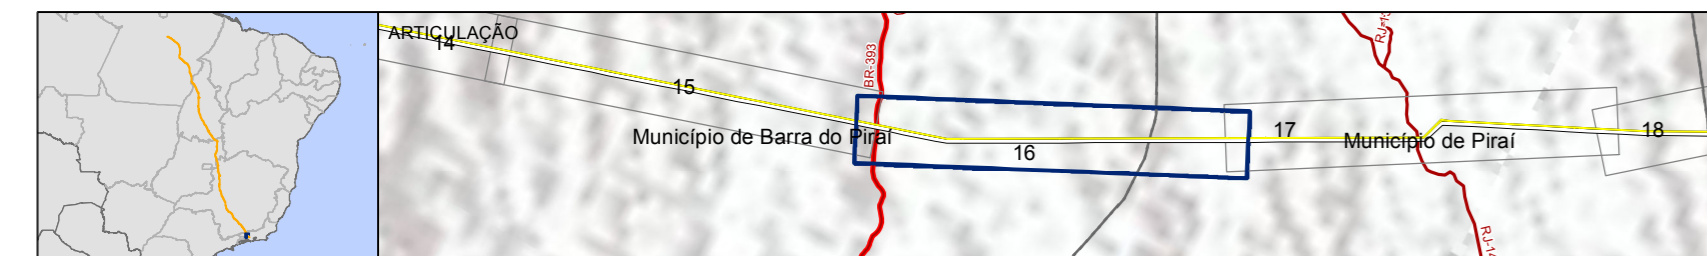 ARTICULAÇÃO
14
15
BR-393
Município de Barra do Piraí
16
17
Município de Piraí
18